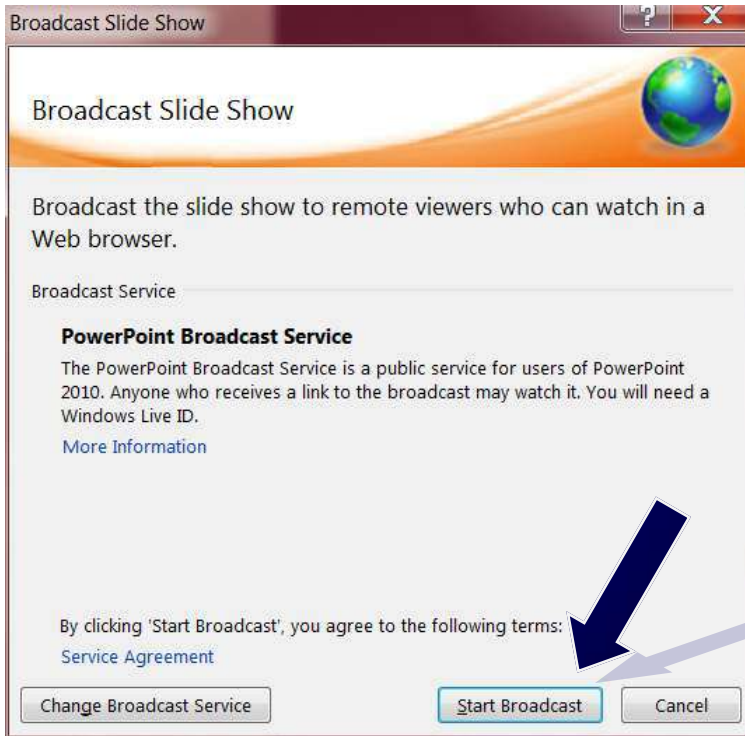 Broadcast Slide Show
? X
Broadcast Slide Show
Broadcast the slide show to remote viewers who can watch in a
Web browser.
Broadcast Service
PowerPoint Broadcast Service
The PowerPoint Broadcast Service is a public service for users of PowerPoint
2010. Anyone who receives a link to the broadcast may watch it. You will need a
Windows Live ID.
More Information
By clicking 'Start Broadcast', you agree to the following terms:
Service Agreement
Change Broadcast Service Start Broadcast Cancel